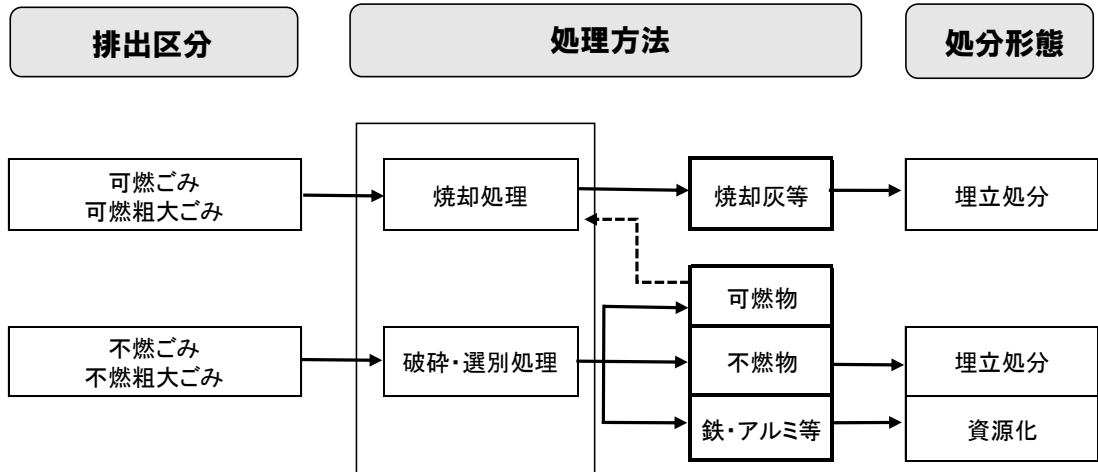 排出区分
処理方法
処分形態
可燃ごみ
可燃粗大ごみ
焼却処理
焼却灰等
埋立処分
可燃物
不燃ごみ
不燃粗大ごみ
破砕・選別処理
不燃物
埋立処分
鉄・アルミ等
資源化